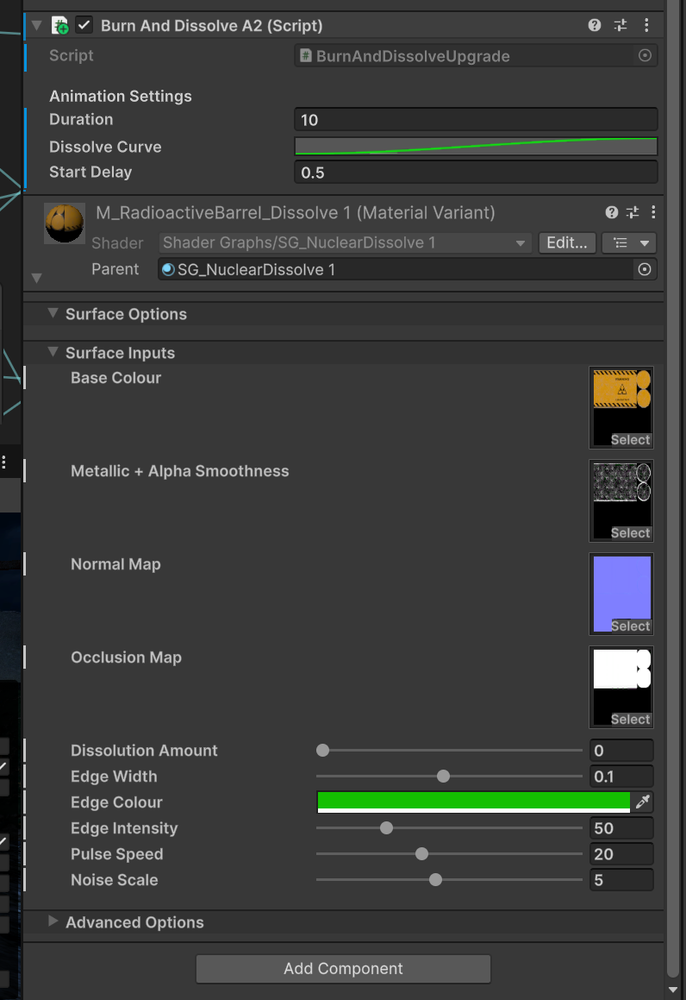 Burn And Dissolve A2 (Script)
Script BurnAndDissolveUpgrade
Animation Settings
Duration 10
Dissolve Curve
Start Delay 0.5
M_RadioactiveBarrel_Dissolve 1 (Material Variant)
Shader Shader Graphs/SG_NuclearDissolve 1 Edit...
Parent SG_NuclearDissolve 1
Surface Options
Surface Inputs
Base Colour
Select
Metallic + Alpha Smoothness
Select
Normal Map
Select
Occlusion Map
Select
Dissolution Amount 0
Edge Width 0.1
Edge Colour
Edge Intensity 50
Pulse Speed 20
Noise Scale 5
Advanced Options
Add Component